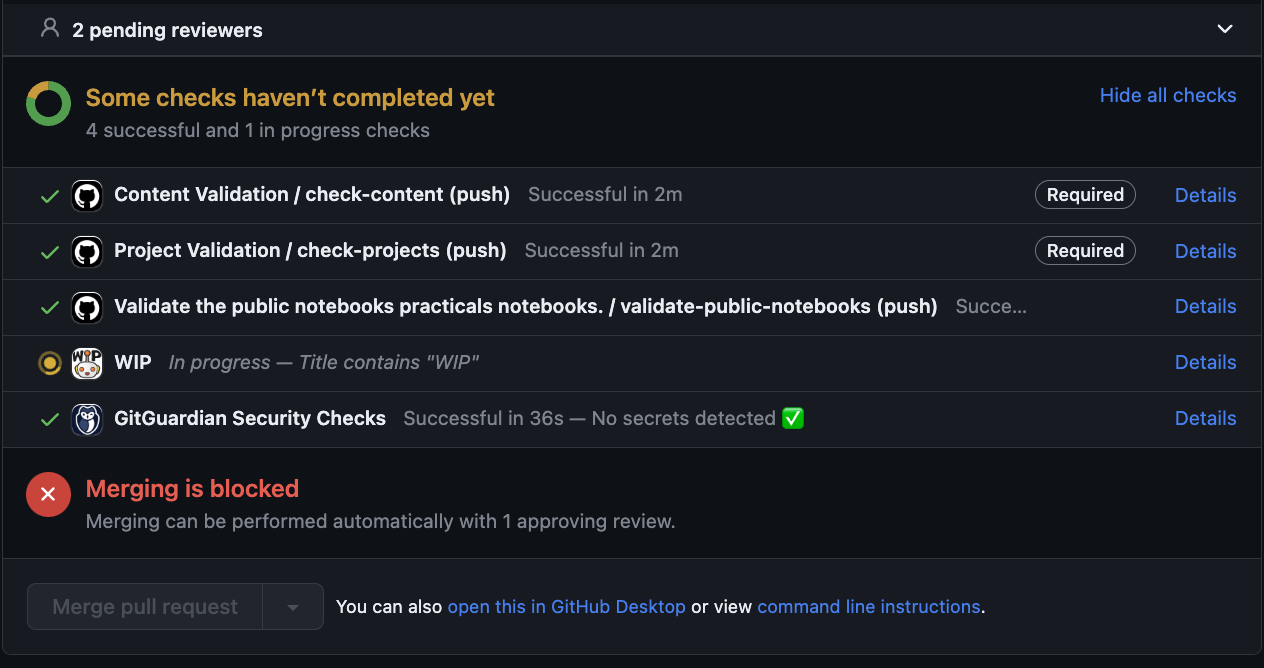 2 pending reviewers
Some checks haven’t completed yet
Hide all checks
4 successful and 1 in progress checks
Content Validation / check-content (push) Successful in 2m Required Details
Project Validation / check-projects (push) Successful in 2m Required Details
Validate the public notebooks practicals notebooks. / validate-public-notebooks (push) Succe... Details
WIP WIP In progress — Title contains "WIP" Details
GitGuardian Security Checks Successful in 36s — No secrets detected ✅ Details
Merging is blocked
Merging can be performed automatically with 1 approving review.
Merge pull request You can also open this in GitHub Desktop or view command line instructions.